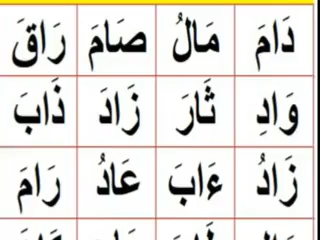 دَامَ مَالُ صَامَ رَاقَ
وَادِ ثَارَ زَادَ ذَابَ
زَادُ ءَابَ عَادُ رَامَ